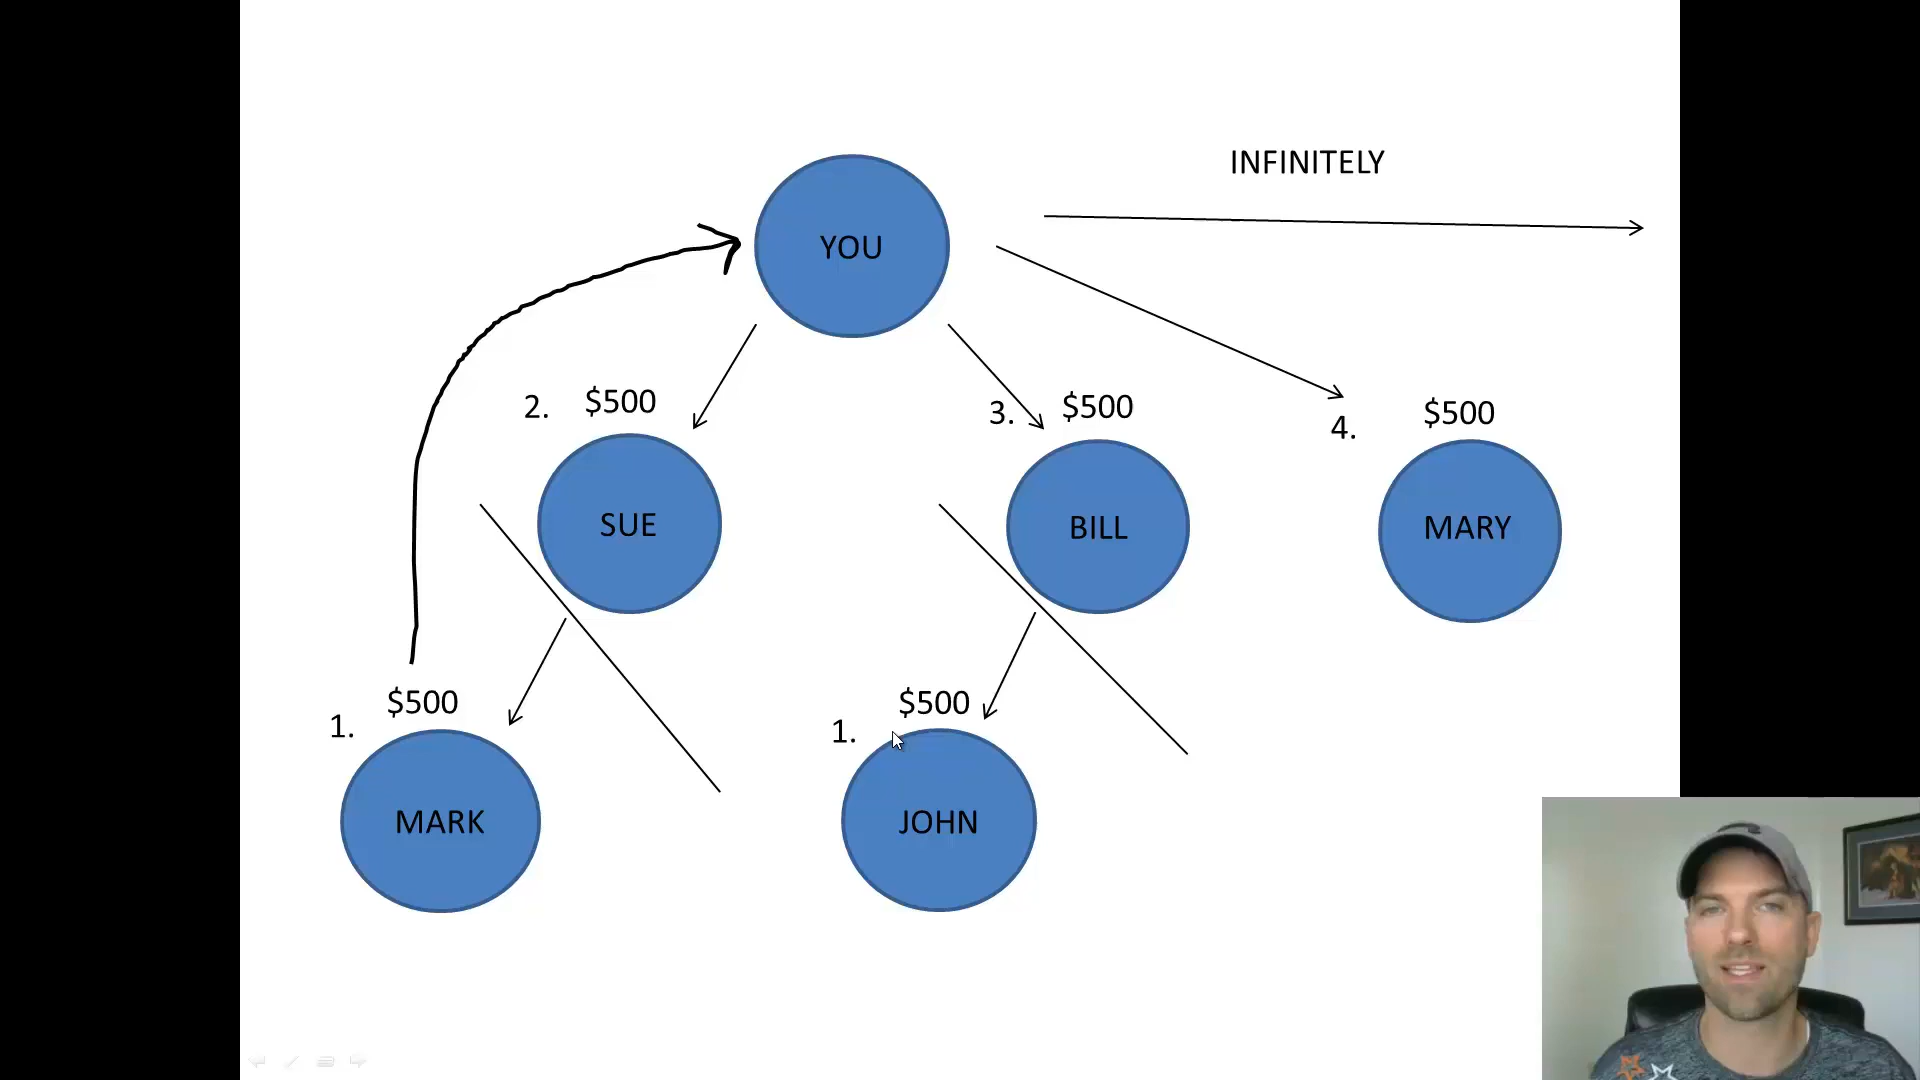 INFINITELY
YOU
2. $500
3. $500
4. $500
SUE
BILL
MARY
1. $500
1. $500
MARK
JOHN